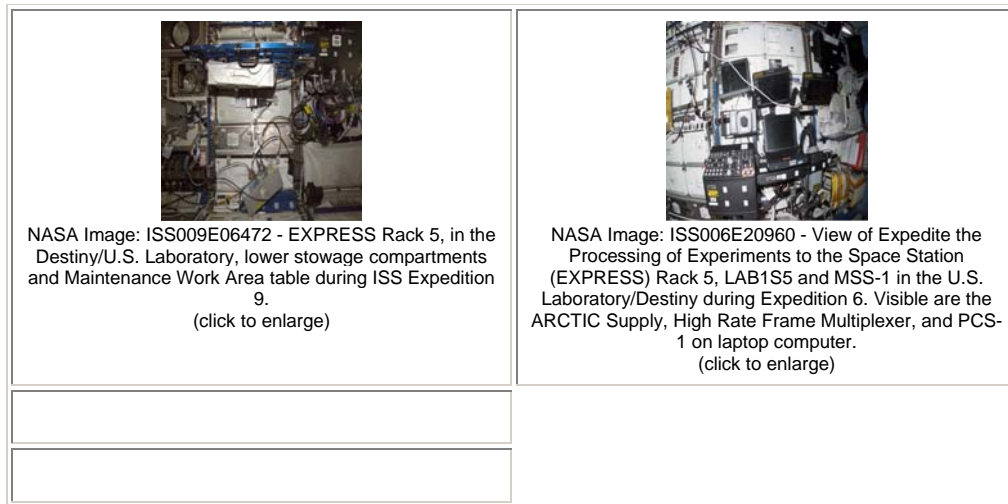 NASA Image: ISS009E06472 - EXPRESS Rack 5, in the
Destiny/U.S. Laboratory, lower stowage compartments
and Maintenance Work Area table during ISS Expedition
9.
(click to enlarge)
NASA Image: ISS006E20960 - View of Expedite the
Processing of Experiments to the Space Station
(EXPRESS) Rack 5, LAB1S5 and MSS-1 in the U.S.
Laboratory/Destiny during Expedition 6. Visible are the
ARCTIC Supply, High Rate Frame Multiplexer, and PCS-
1 on laptop computer.
(click to enlarge)